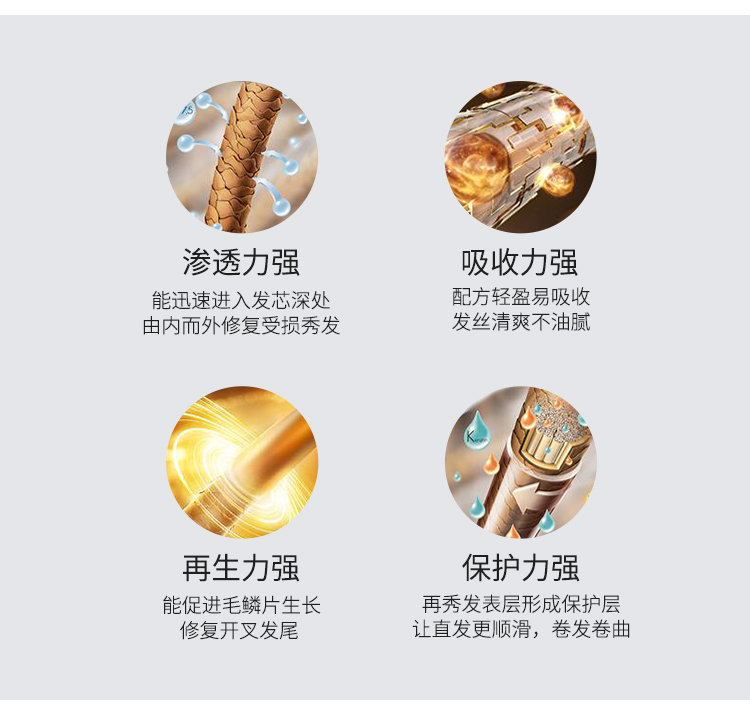 渗透力强
能迅速进入发芯深处
由内而外修复受损秀发
吸收力强
配方轻盈易吸收
发丝清爽不油腻
再生力强
能促进毛鳞片生长
修复开叉发尾
保护力强
再秀发表层形成保护层
让直发更顺滑，卷发卷曲